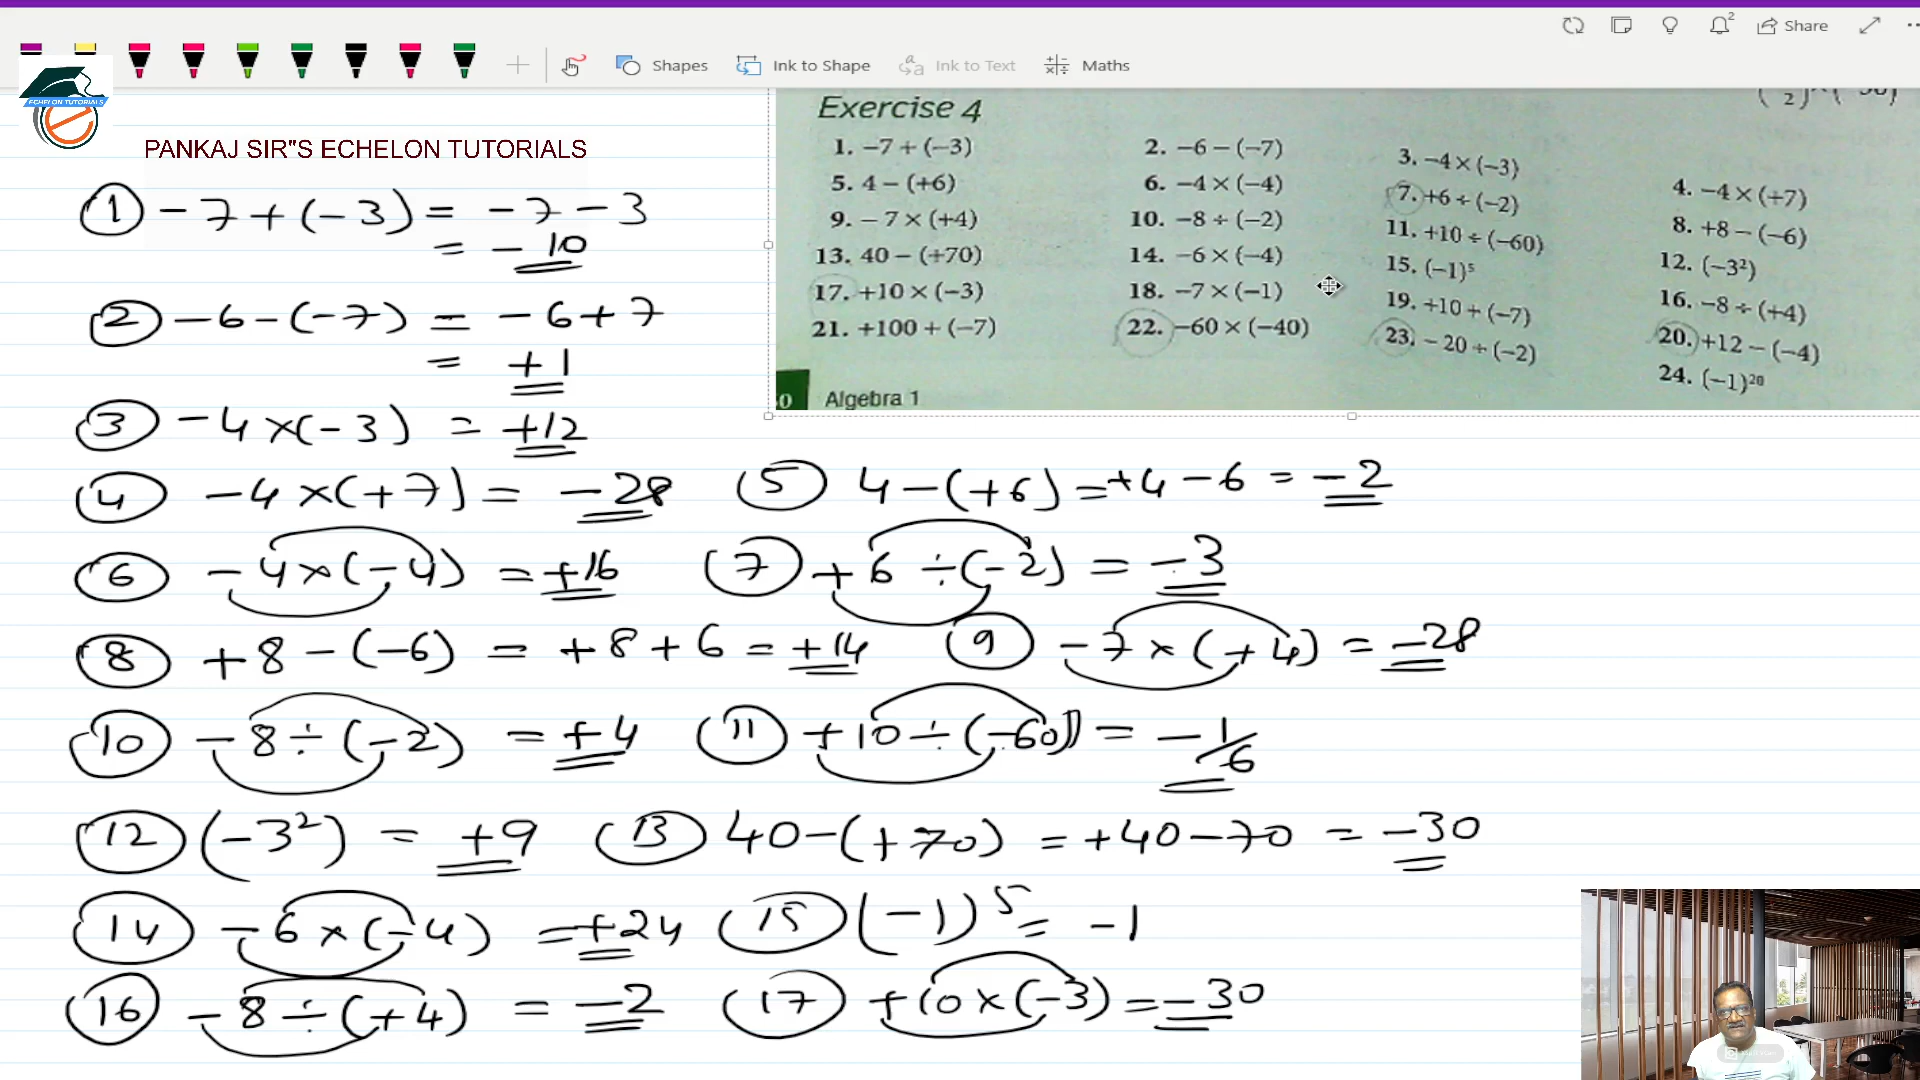 2
Share
Shapes
Ink to Shape
Ink to Text
Maths
ECHELON TUTORIALS
PANKAJ SIR"S ECHELON TUTORIALS
Exercise 4
1. −7 + (−3) 2. −6 − (−7) 3. −4 × (−3) 4. −4 × (+7)
5. 4 − (+6) 6. −4 × (−4) 7. +6 ÷ (−2) 8. +8 − (−6)
9. − 7 × (+4) 10. −8 ÷ (−2) 11. +10 ÷ (−60) 12. (−3²)
13. 40 − (+70) 14. −6 × (−4) 15. (−1)⁵ 16. −8 ÷ (+4)
17. +10 × (−3) 18. −7 × (−1) 19. +10 + (−7) 20. +12 − (−4)
21. +100 + (−7) 22. −60 × (−40) 23. − 20 ÷ (−2) 24. (−1)²⁰
0 Algebra 1
1 −7+(−3) = −7−3
= −10
2 −6−(−7) = −6+7
= +1
3 −4×(−3) = +12
4 −4×(+7) = −28 5 4−(+6) = +4−6 = −2
6 −4×(−4) = +16 7 +6÷(−2) = −3
8 +8−(−6) = +8+6 = +14 9 −7×(+4) = −28
10 −8÷(−2) = +4 11 +10÷(−60) = −1/6
12 (−3²) = +9 13 40−(+70) = +40−70 = −30
14 −6×(−4) = +24 15 (−1)⁵ = −1
16 −8÷(+4) = −2 17 +10×(−3) = −30